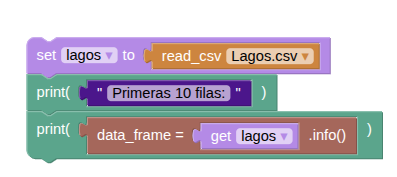 set lagos ▾ to read_csv Lagos.csv ▾
print( " Primeras 10 filas: " )
print( data_frame = get lagos ▾ .info() )